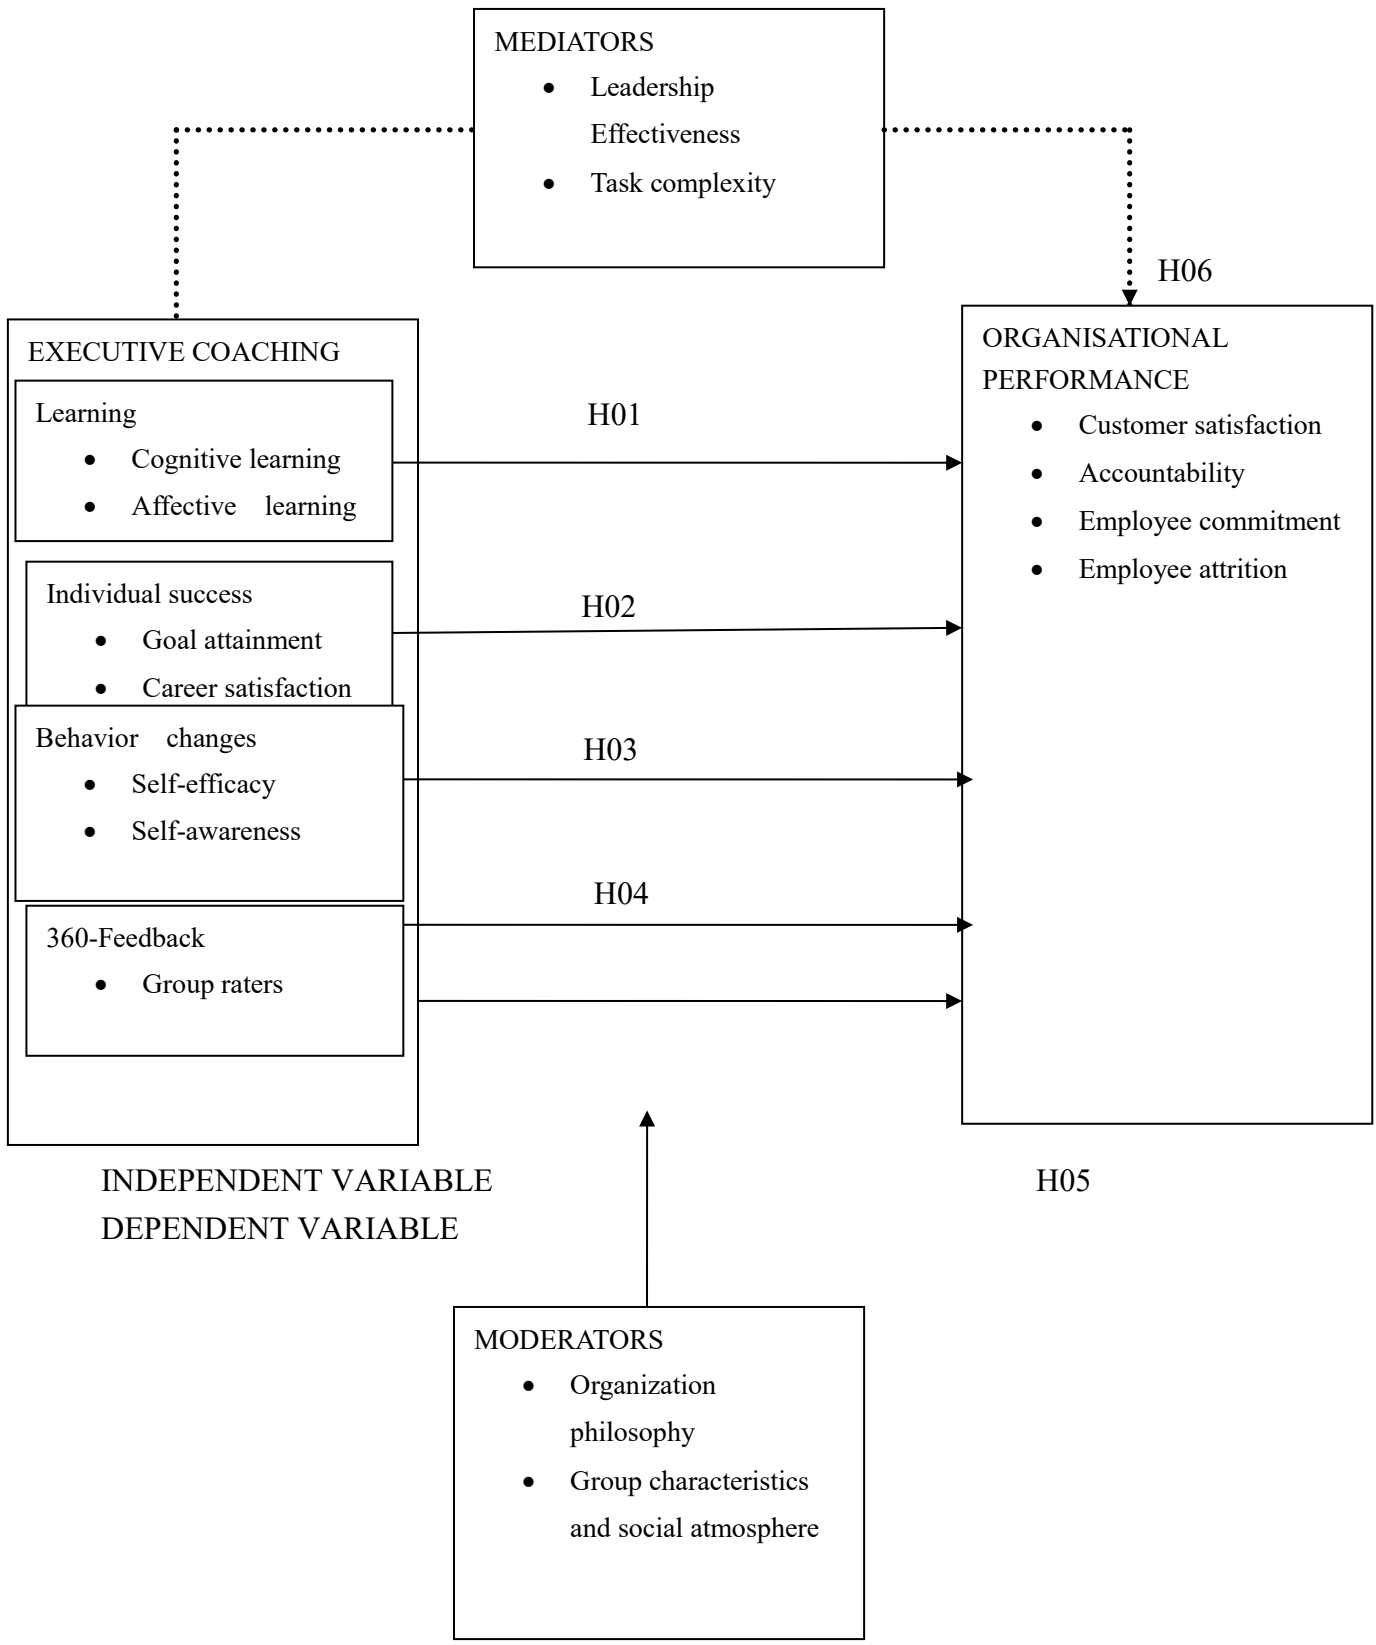 MEDIATORS
• Leadership
Effectiveness
• Task complexity
H06
EXECUTIVE COACHING
Learning
• Cognitive learning
• Affective learning
Individual success
• Goal attainment
• Career satisfaction
Behavior changes
• Self-efficacy
• Self-awareness
360-Feedback
• Group raters
H01
H02
H03
H04
ORGANISATIONAL
PERFORMANCE
• Customer satisfaction
• Accountability
• Employee commitment
• Employee attrition
INDEPENDENT VARIABLE H05
DEPENDENT VARIABLE
MODERATORS
• Organization
philosophy
• Group characteristics
and social atmosphere